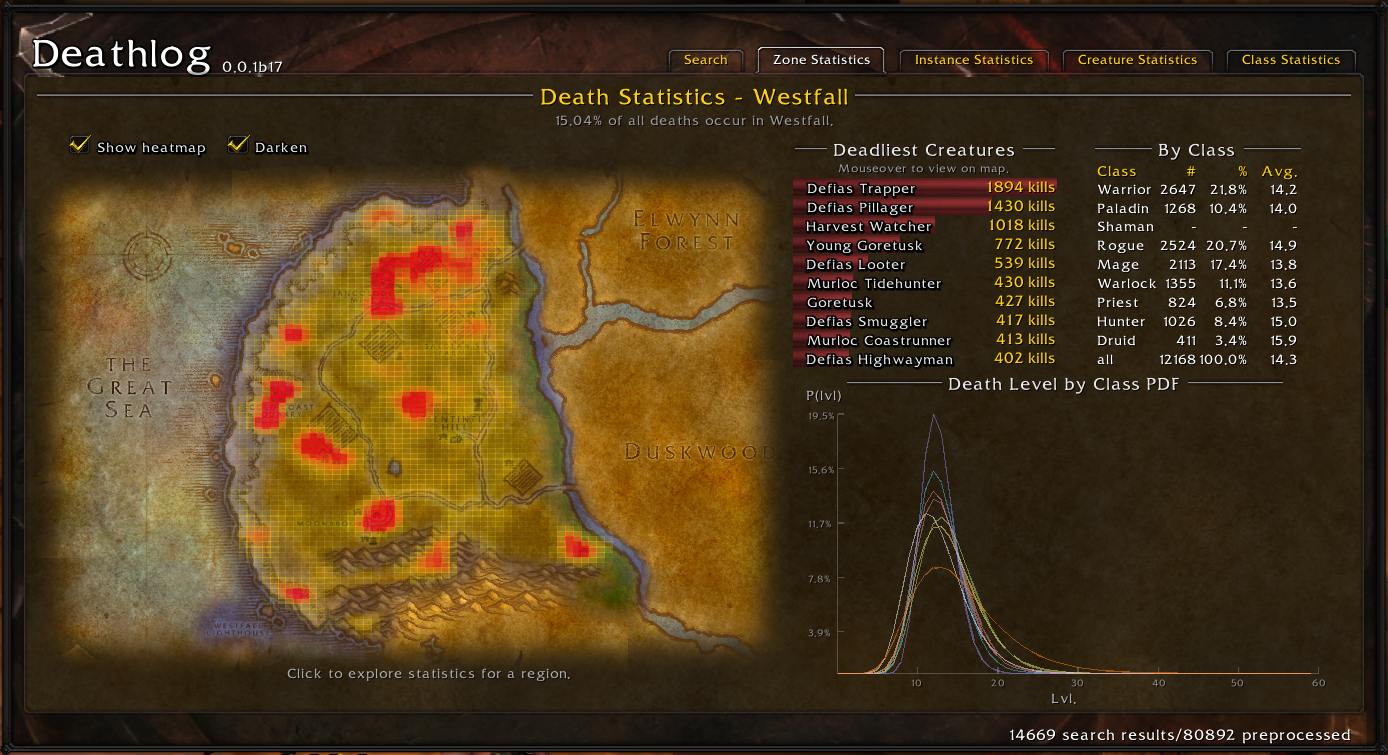 Deathlog 0.0.1b17
Search
Zone Statistics
Instance Statistics
Creature Statistics
Class Statistics
Death Statistics - Westfall
15.04% of all deaths occur in Westfall.
Show heatmap
Darken
ELWYNN
FOREST
THE
GREAT
SEA
DUSKWOOD
WESTFALL
LIGHTHOUSE
Click to explore statistics for a region.
Deadliest Creatures
Mouseover to view on map.
Defias Trapper 1894 kills
Defias Pillager 1430 kills
Harvest Watcher 1018 kills
Young Goretusk 772 kills
Defias Looter 539 kills
Murloc Tidehunter 430 kills
Goretusk 427 kills
Defias Smuggler 417 kills
Murloc Coastrunner 413 kills
Defias Highwayman 402 kills
By Class
Class # % Avg.
Warrior 2647 21.8% 14.2
Paladin 1268 10.4% 14.0
Shaman - - -
Rogue 2524 20.7% 14.9
Mage 2113 17.4% 13.8
Warlock 1355 11.1% 13.6
Priest 824 6.8% 13.5
Hunter 1026 8.4% 15.0
Druid 411 3.4% 15.9
all 12168 100.0% 14.3
Death Level by Class PDF
P(lvl)
19.5%
15.6%
11.7%
7.8%
3.9%
10 20 30 40 50 60
Lvl.
14669 search results/80892 preprocessed